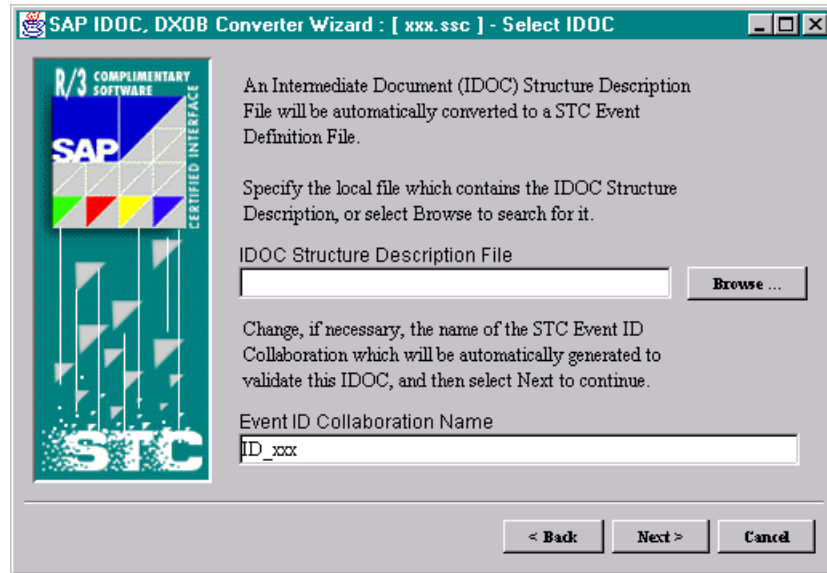 SAP IDOC, DXOB Converter Wizard : [ xxx.ssc ] - Select IDOC
R/3 COMPLIMENTARY
SOFTWARE
SAP
CERTIFIED INTERFACE
STC
An Intermediate Document (IDOC) Structure Description
File will be automatically converted to a STC Event
Definition File.
Specify the local file which contains the IDOC Structure
Description, or select Browse to search for it.
IDOC Structure Description File
Browse ...
Change, if necessary, the name of the STC Event ID
Collaboration which will be automatically generated to
validate this IDOC, and then select Next to continue.
Event ID Collaboration Name
ID_xxx
< Back Next > Cancel